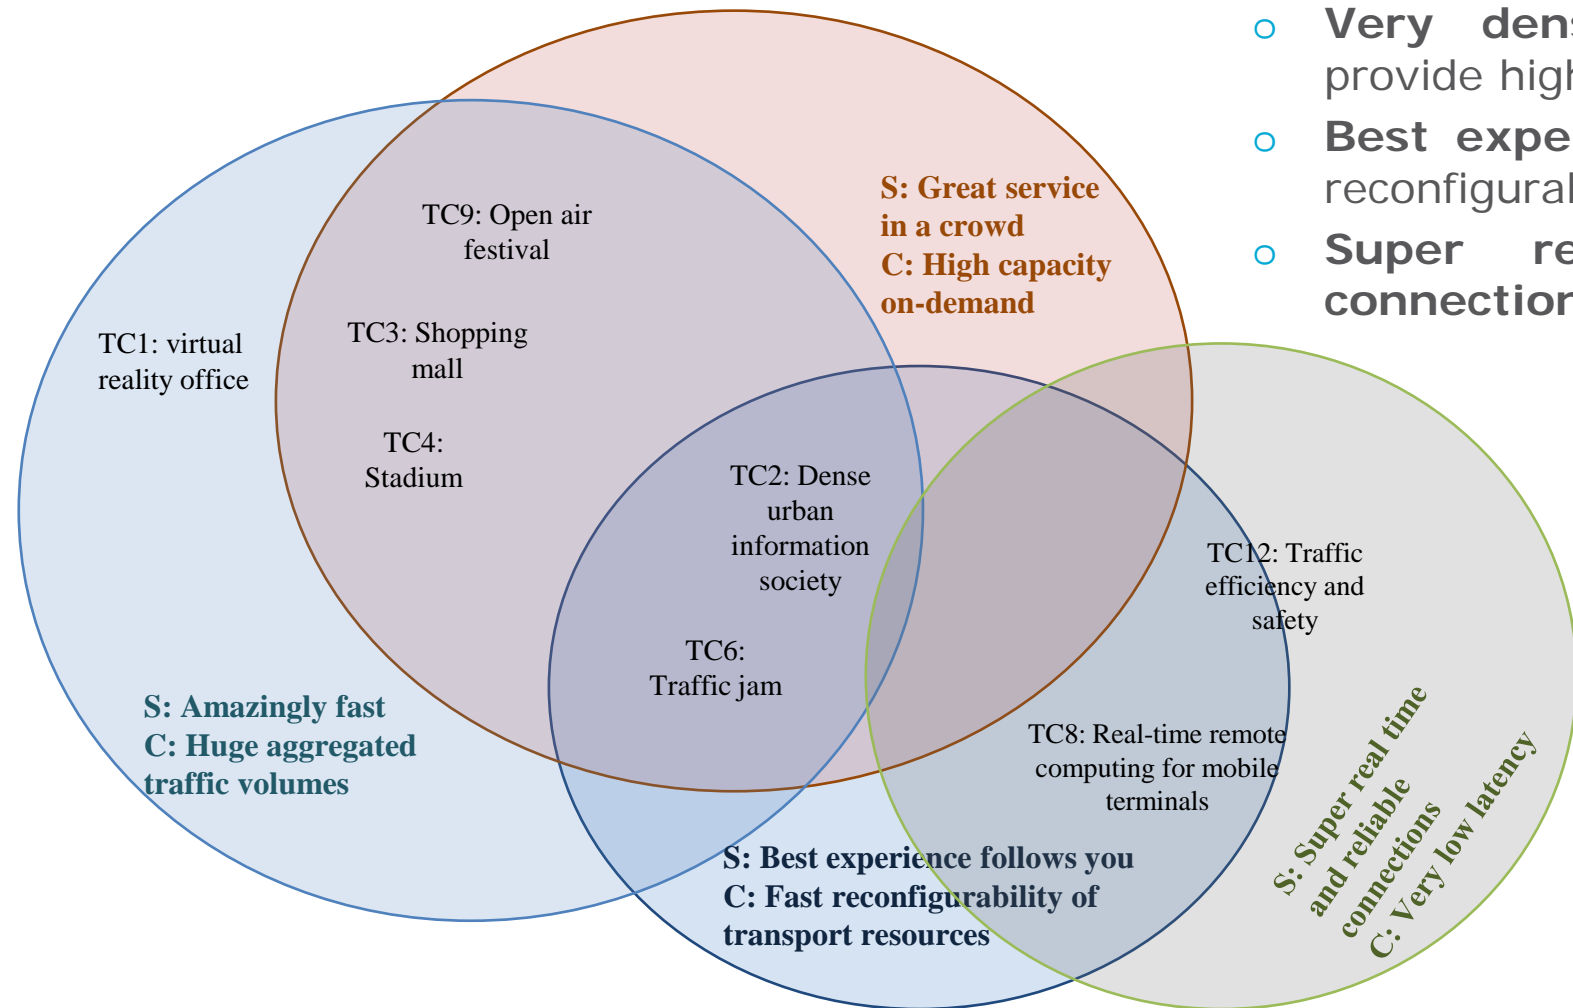 Very dens
provide high
Best expe
reconfigural
Super re
connection
S: Great service
in a crowd
C: High capacity
on-demand
TC9: Open air
festival
TC1: virtual
reality office
TC3: Shopping
mall
TC4:
Stadium
TC2: Dense
urban
information
society
TC6:
Traffic jam
TC12: Traffic
efficiency and
safety
TC8: Real-time remote
computing for mobile
terminals
S: Amazingly fast
C: Huge aggregated
traffic volumes
S: Best experience follows you
C: Fast reconfigurability of
transport resources
S: Super real time
and reliable
connections
C: Very low latency